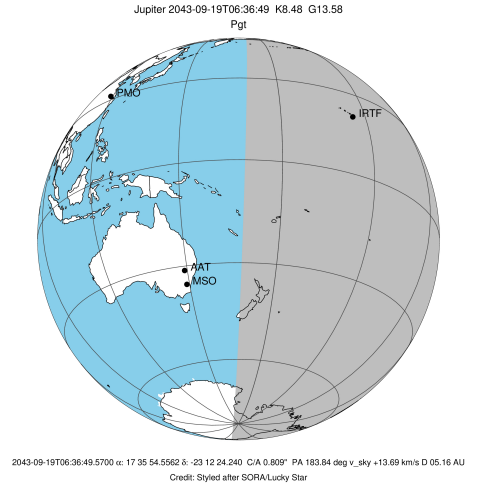 Jupiter 2043-09-19T06:36:49  K8.48  G13.58
Pgt
PMO
IRTF
AAT
MSO
2043-09-19T06:36:49.5700 α: 17 35 54.5562 δ: -23 12 24.240  C/A 0.809"  PA 183.84 deg v_sky +13.69 km/s D 05.16 AU
Credit: Styled after SORA/Lucky Star